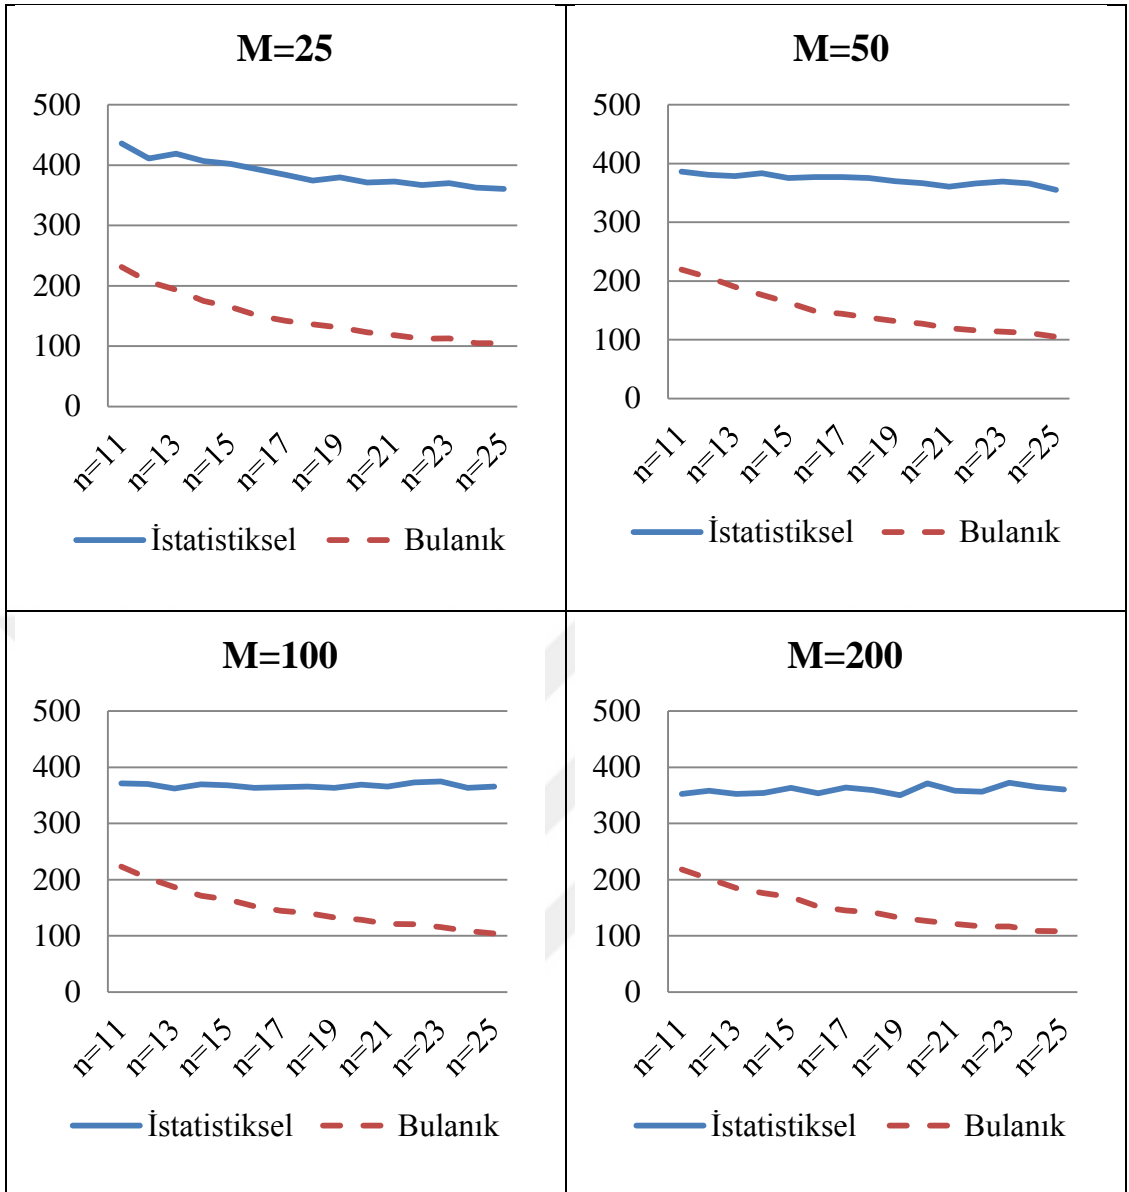 M=25
500
400
300
200
100
0
n=11
n=13
n=15
n=17
n=19
n=21
n=23
n=25
İstatistiksel
Bulanık
M=50
500
400
300
200
100
0
n=11
n=13
n=15
n=17
n=19
n=21
n=23
n=25
İstatistiksel
Bulanık
M=100
500
400
300
200
100
0
n=11
n=13
n=15
n=17
n=19
n=21
n=23
n=25
İstatistiksel
Bulanık
M=200
500
400
300
200
100
0
n=11
n=13
n=15
n=17
n=19
n=21
n=23
n=25
İstatistiksel
Bulanık